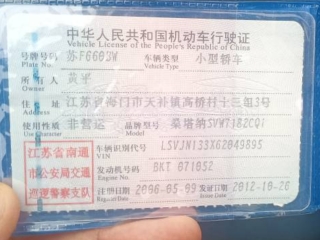 中华人民共和国机动车行驶证
Vehicle License of the People's Republic of China
号牌号码 苏F660BW 车辆类型 小型轿车
Plate No. Vehicle Type
所有人 黄平
Owner
住址 江苏省海门市天补镇高桥村十三组3号
Address
使用性质 非营运 品牌型号 桑塔纳SVW7182CQi
江苏省南通
市公安局交通
巡逻警察支队
车辆识别代号 LSVJN133X62049895
VIN
发动机号码 BKT 071052
Engine No.
注册日期 2006-05-09 发证日期 2012-10-20
Register Date Issue Date